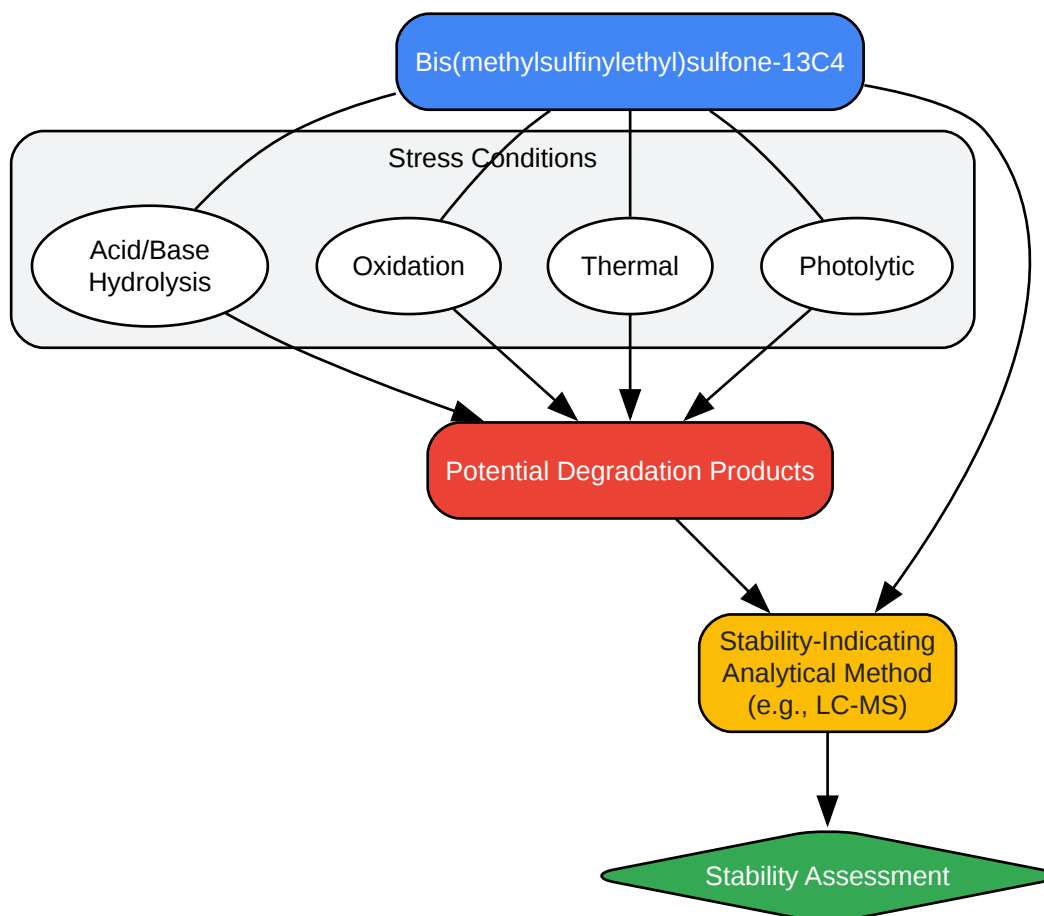 Bis(methylsulfinylethyl)sulfone-13C4
Stress Conditions
Acid/Base
Hydrolysis
Oxidation
Thermal
Photolytic
Potential Degradation Products
Stability-Indicating
Analytical Method
(e.g., LC-MS)
Stability Assessment